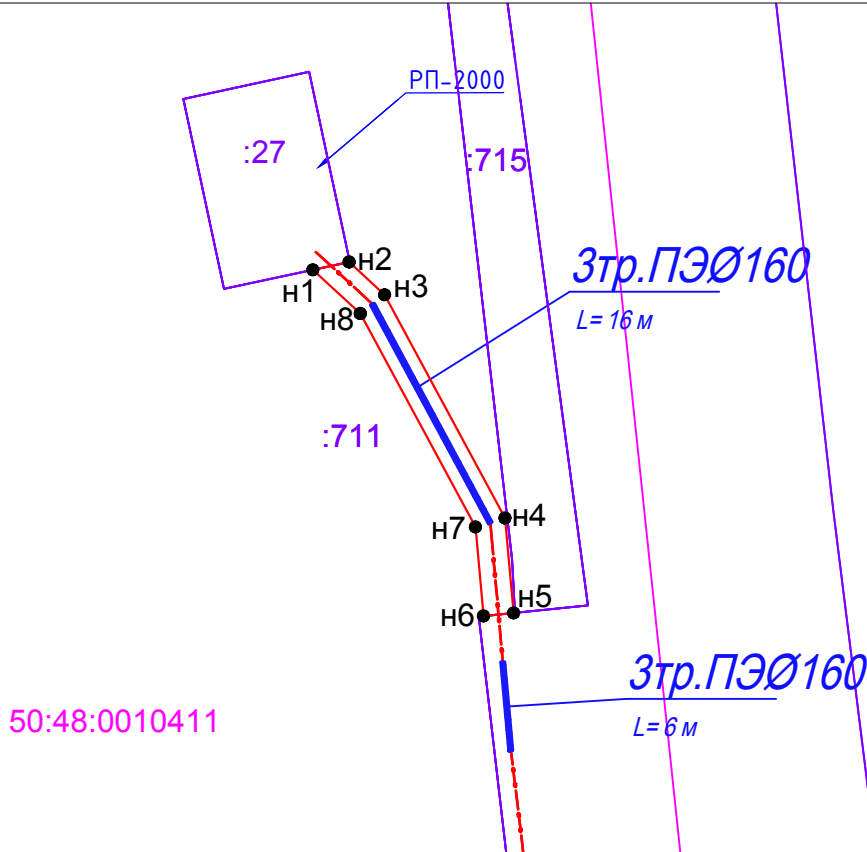 РП-2000
:27
:715
н2
3тр.ПЭØ160
н1
н3
L= 16 м
н8
:711
н4
н7
н5
н6
3тр.ПЭØ160
50:48:0010411
L= 6 м